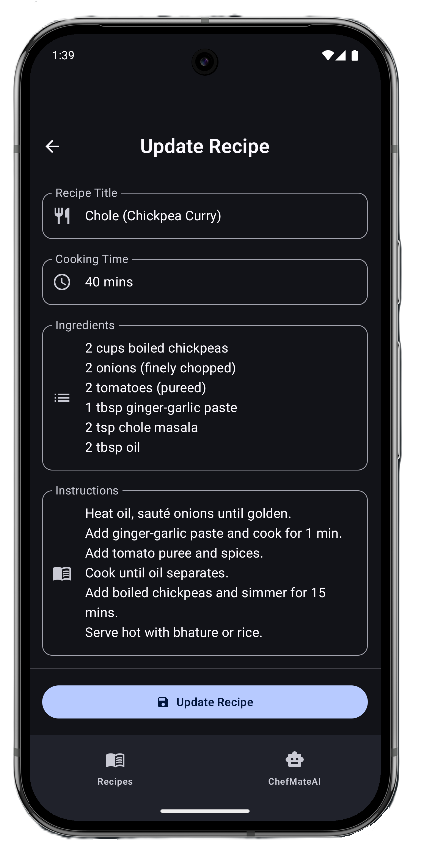 1:39
Update Recipe
Recipe Title
Chole (Chickpea Curry)
Cooking Time
40 mins
Ingredients
2 cups boiled chickpeas
2 onions (finely chopped)
2 tomatoes (pureed)
1 tbsp ginger-garlic paste
2 tsp chole masala
2 tbsp oil
Instructions
Heat oil, sauté onions until golden.
Add ginger-garlic paste and cook for 1 min.
Add tomato puree and spices.
Cook until oil separates.
Add boiled chickpeas and simmer for 15
mins.
Serve hot with bhature or rice.
Update Recipe
Recipes
ChefMateAI